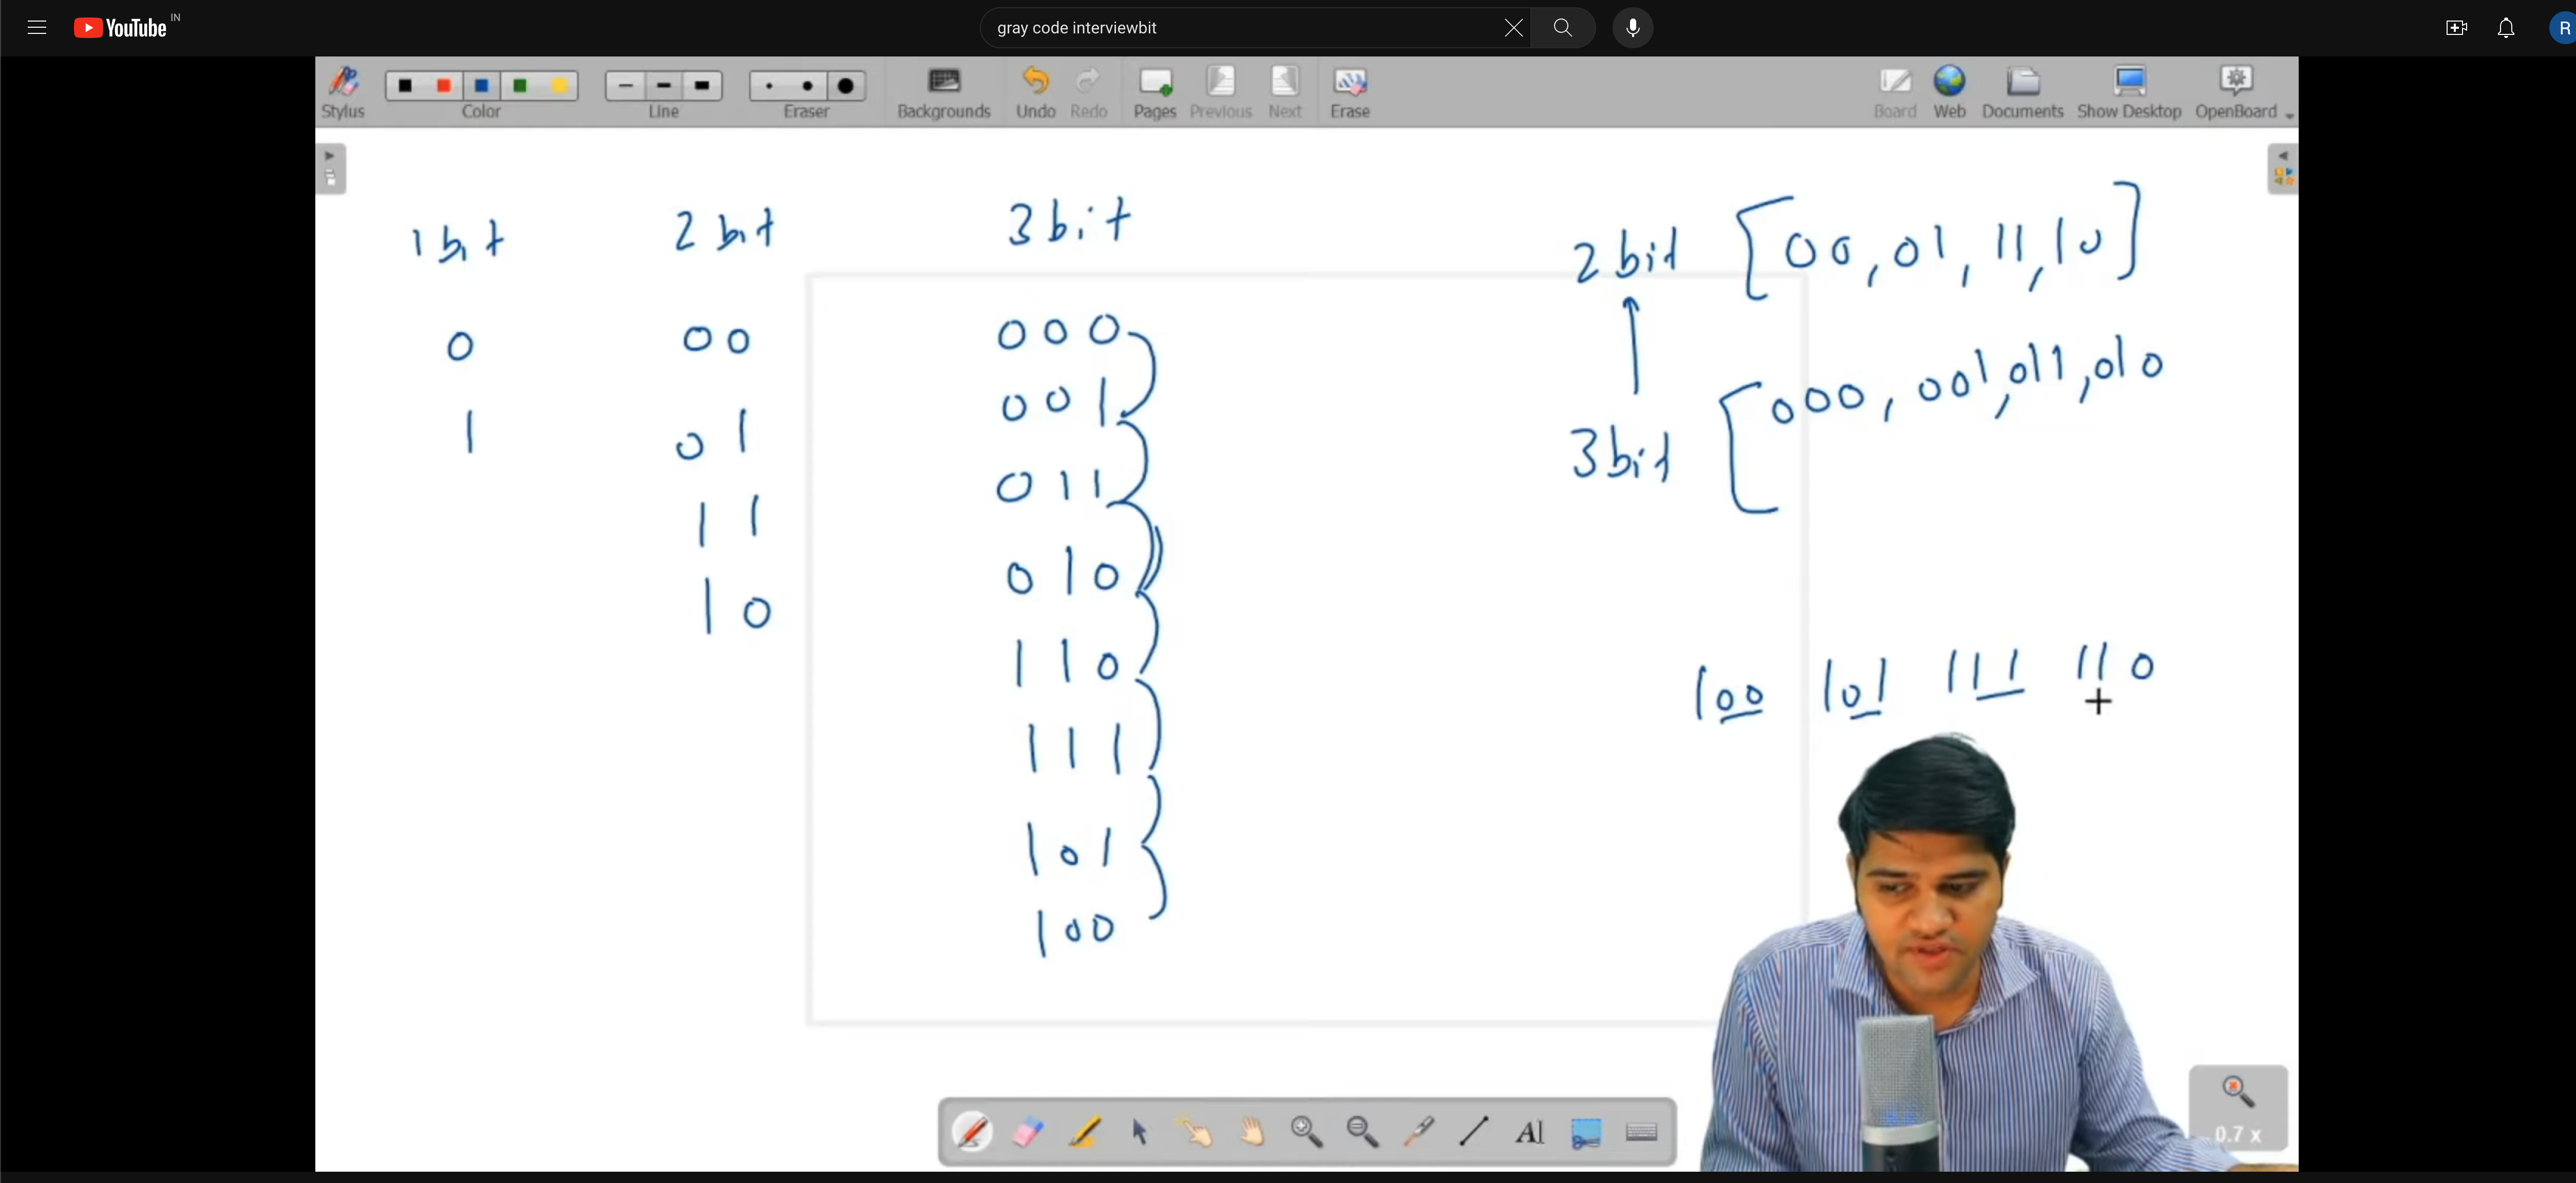 YouTube IN
gray code interviewbit
R
Stylus
Color
Line
Eraser
Backgrounds
Undo
Redo
Pages
Previous
Next
Erase
Board
Web
Documents
Show Desktop
OpenBoard
1 bit
0
1
2 bit
00
01
11
10
3 bit
000
001
011
010
110
111
101
100
2 bit [00, 01, 11, 10]
3 bit [000, 001, 011, 010
100 101 111 110
AI
0.7 x